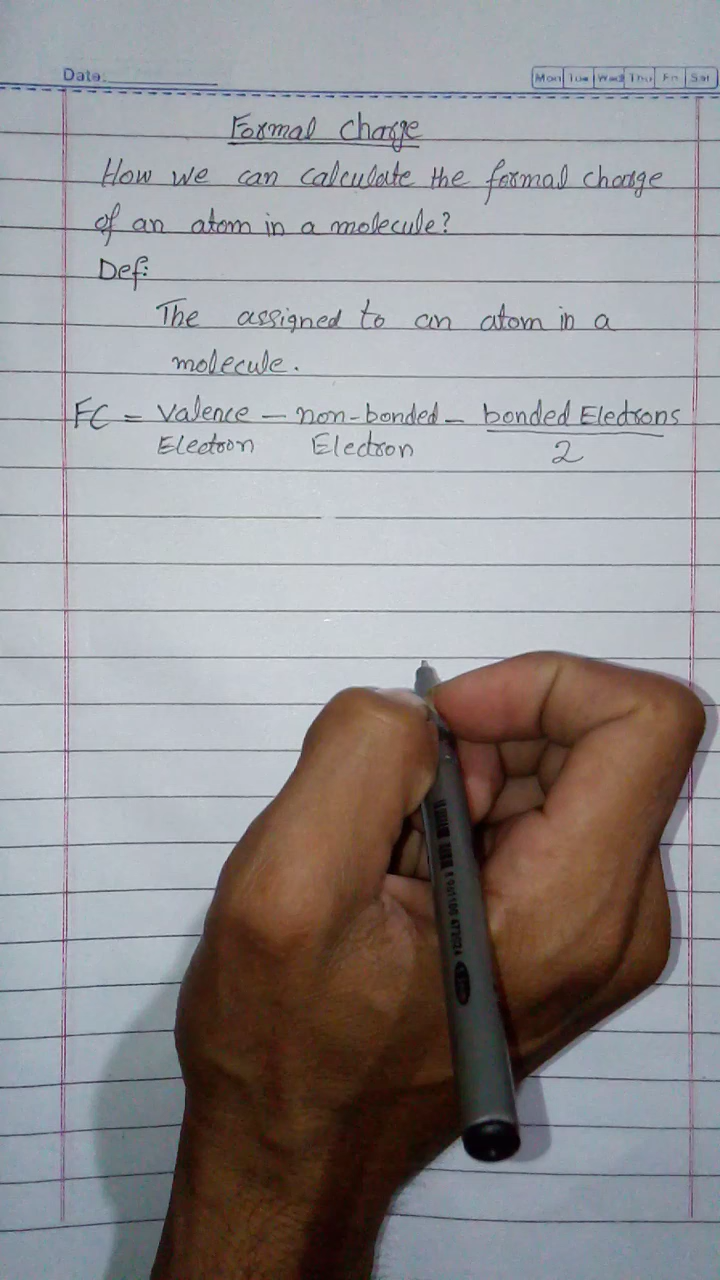 Date.
Mon Tue Wed Thu Fri Sat
Formal Charge
How we can calculate the formal charge
of an atom in a molecule?
Def:
The assigned to an atom in a
molecule.
FC = Valence – non-bonded – bonded Electrons
Electron Electron 2